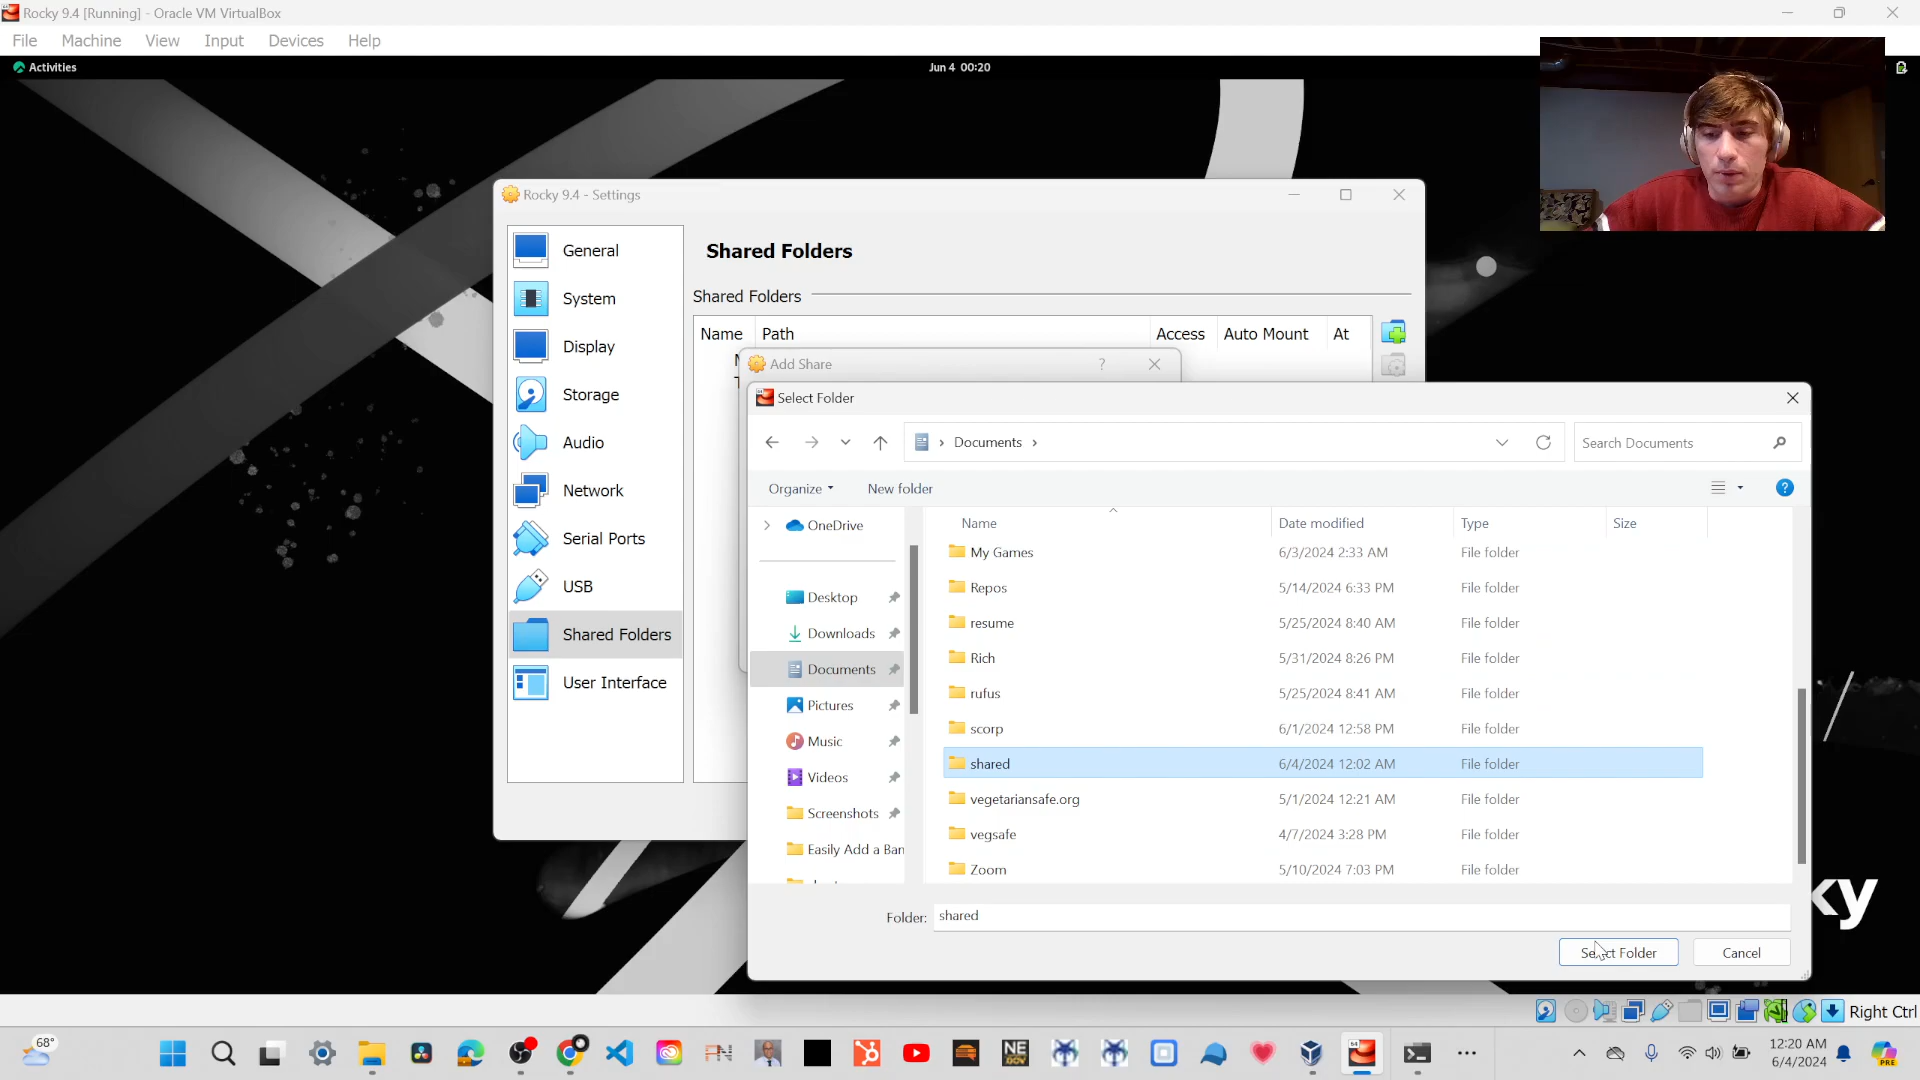 Rocky 9.4 [Running] - Oracle VM VirtualBox
File Machine View Input Devices Help
Activities
Jun 4 00:20
Rocky 9.4 - Settings
General
System
Display
Storage
Audio
Network
Serial Ports
USB
Shared Folders
User Interface
Shared Folders
Shared Folders
Name Path Access Auto Mount At
Add Share
?
Select Folder
Documents
Search Documents
Organize New folder
?
OneDrive
Desktop
Downloads
Documents
Pictures
Music
Videos
Screenshots
Easily Add a Ban
Name Date modified Type Size
My Games 6/3/2024 2:33 AM File folder
Repos 5/14/2024 6:33 PM File folder
resume 5/25/2024 8:40 AM File folder
Rich 5/31/2024 8:26 PM File folder
rufus 5/25/2024 8:41 AM File folder
scorp 6/1/2024 12:58 PM File folder
shared 6/4/2024 12:02 AM File folder
vegetariansafe.org 5/1/2024 12:21 AM File folder
vegsafe 4/7/2024 3:28 PM File folder
Zoom 5/10/2024 7:03 PM File folder
Folder: shared
Select Folder Cancel
ky
Right Ctrl
68°
12:20 AM
6/4/2024